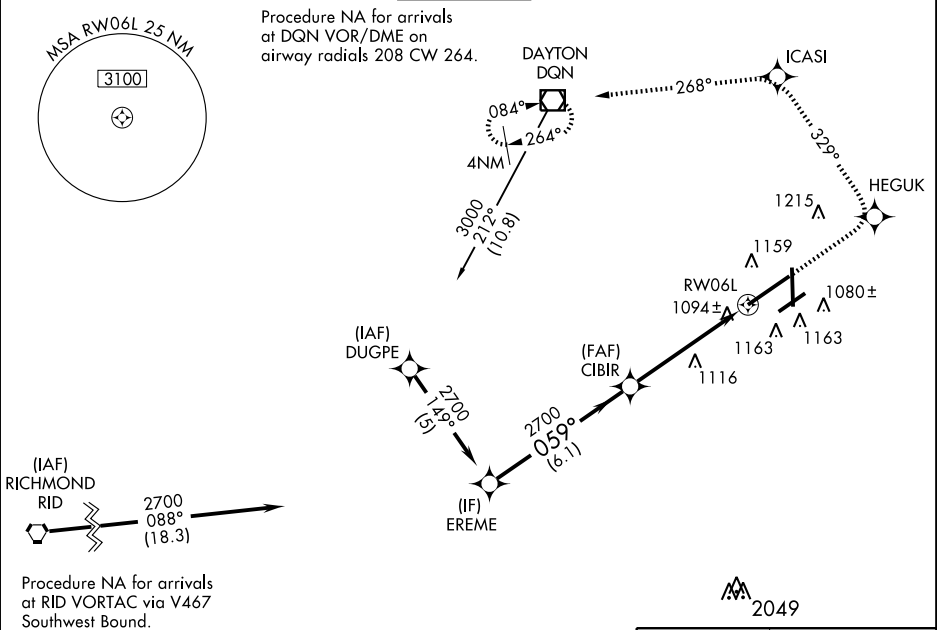 MSA RW06L 25 NM
3100
Procedure NA for arrivals
at DQN VOR/DME on
airway radials 208 CW 264.
DAYTON
DQN
ICASI
268°
084°
264°
4NM
329°
HEGUK
3000
212°
(10.8)
1215
1159
RW06L
1094±
1080±
1163
1163
1116
(IAF)
DUGPE
(FAF)
CIBIR
2700
149°
(5)
2700
059°
(6.1)
(IF)
EREME
(IAF)
RICHMOND
RID
2700
088°
(18.3)
Procedure NA for arrivals
at RID VORTAC via V467
Southwest Bound.
2049